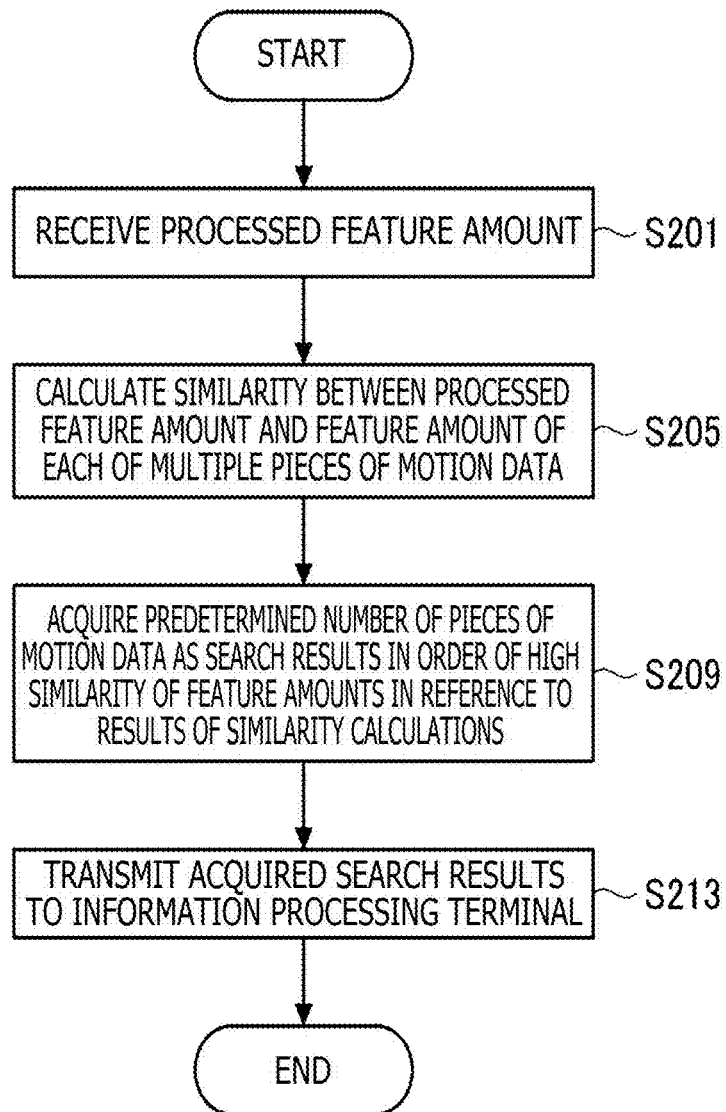 START
RECEIVE PROCESSED FEATURE AMOUNT
S201
CALCULATE SIMILARITY BETWEEN PROCESSED
FEATURE AMOUNT AND FEATURE AMOUNT OF
EACH OF MULTIPLE PIECES OF MOTION DATA
S205
ACQUIRE PREDETERMINED NUMBER OF PIECES OF
MOTION DATA AS SEARCH RESULTS IN ORDER OF HIGH
SIMILARITY OF FEATURE AMOUNTS IN REFERENCE TO
RESULTS OF SIMILARITY CALCULATIONS
S209
TRANSMIT ACQUIRED SEARCH RESULTS
TO INFORMATION PROCESSING TERMINAL
S213
END